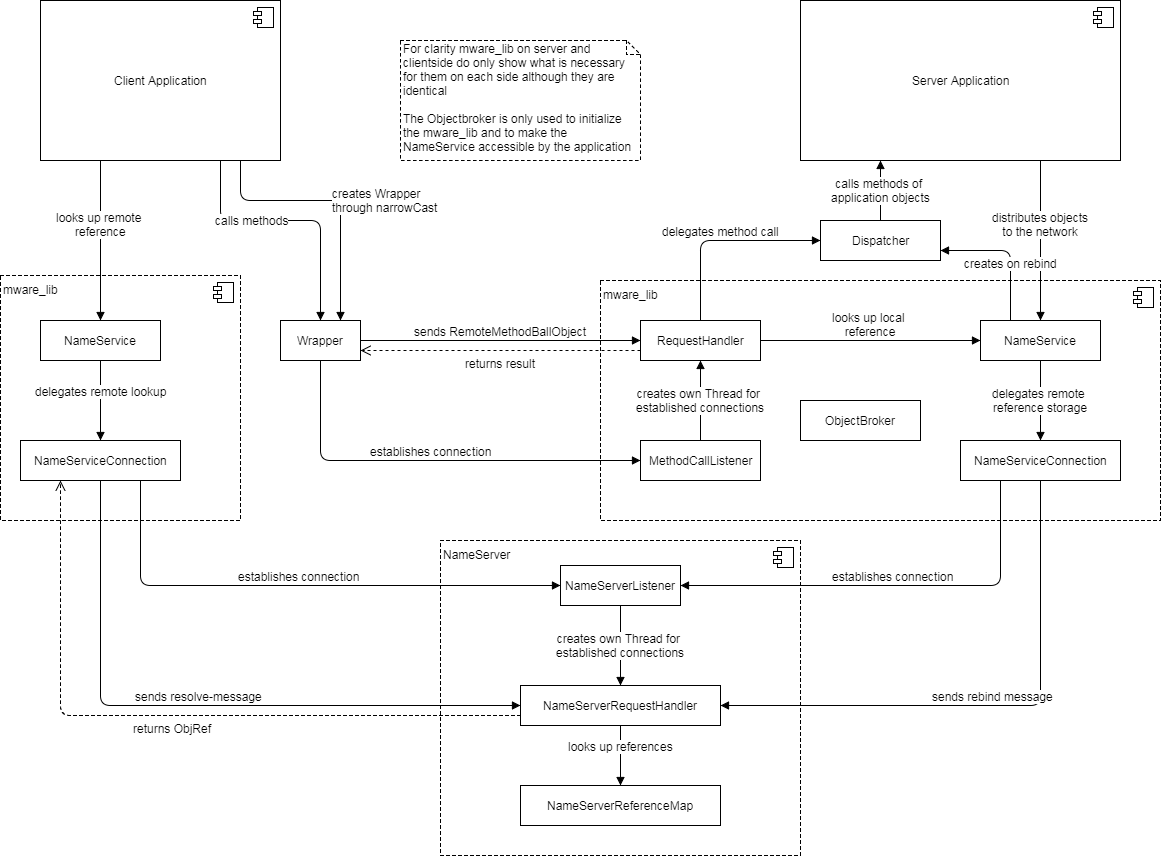 Client Application
For clarity mware_lib on server and
clientside do only show what is necessary
for them on each side although they are
identical
The Objectbroker is only used to initialize
the mware_lib and to make the
NameService accessible by the application
Server Application
looks up remote
reference
calls methods
creates Wrapper
through narrowCast
calls methods of
application objects
distributes objects
to the network
delegates method call
Dispatcher
creates on rebind
mware_lib
NameService
Wrapper
sends RemoteMethodBallObject
returns result
mware_lib
RequestHandler
looks up local
reference
NameService
delegates remote lookup
creates own Thread for
established connections
ObjectBroker
delegates remote
reference storage
NameServiceConnection
establishes connection
MethodCallListener
NameServiceConnection
NameServer
establishes connection
NameServerListener
establishes connection
creates own Thread for
established connections
sends resolve-message
NameServerRequestHandler
sends rebind message
returns ObjRef
looks up references
NameServerReferenceMap